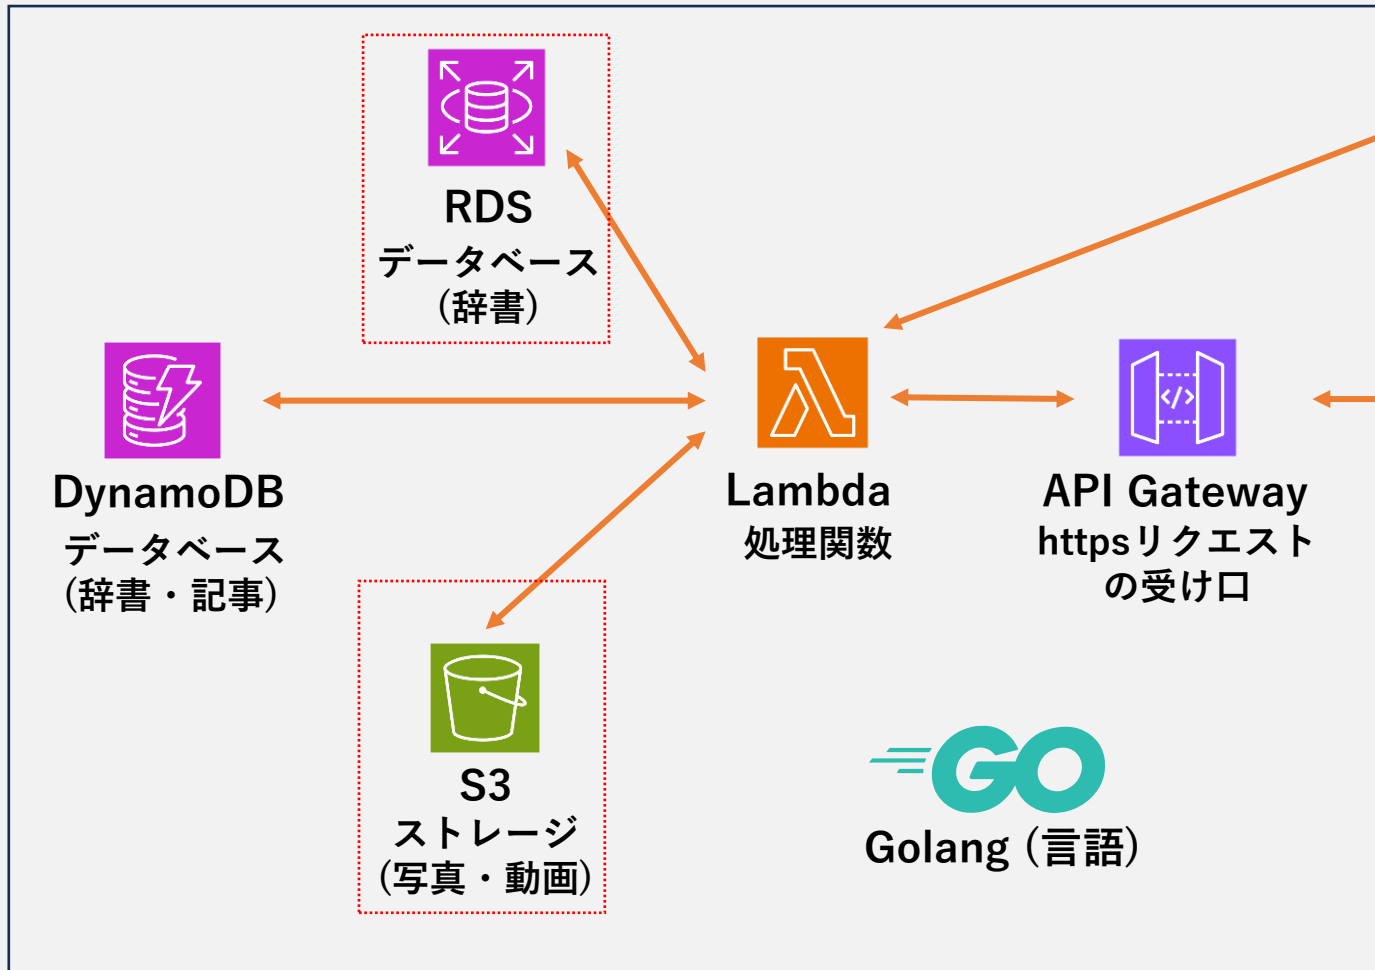 RDS
データベース
(辞書)
DynamoDB
データベース
(辞書・記事)
Lambda
処理関数
API Gateway
httpsリクエスト
の受け口
</>
S3
ストレージ
(写真・動画)
GO
Golang (言語)